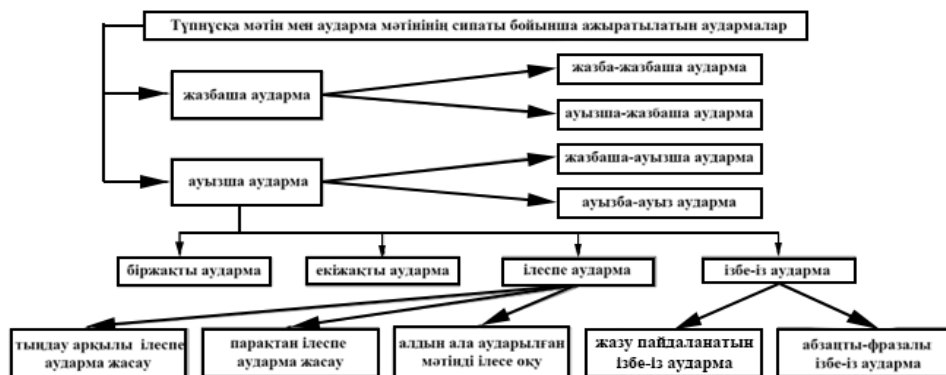 Түпнұсқа мәтін мен аударма мәтінінің сипаты бойынша ажыратылатын аудармалар
жазбаша аударма
жазба-жазбаша аударма
ауызша-жазбаша аударма
ауызша аударма
жазбаша-ауызша аударма
ауызба-ауыз аударма
біржақты аударма
екіжақты аударма
ілеспе аударма
ізбе-із аударма
тыңдау арқылы ілеспе
аударма жасау
парақтан ілеспе
аударма жасау
алдын ала аударылған
мәтінді ілесе оқу
жазу пайдаланатын
ізбе-із аударма
абзацты-фразалы
ізбе-із аударма